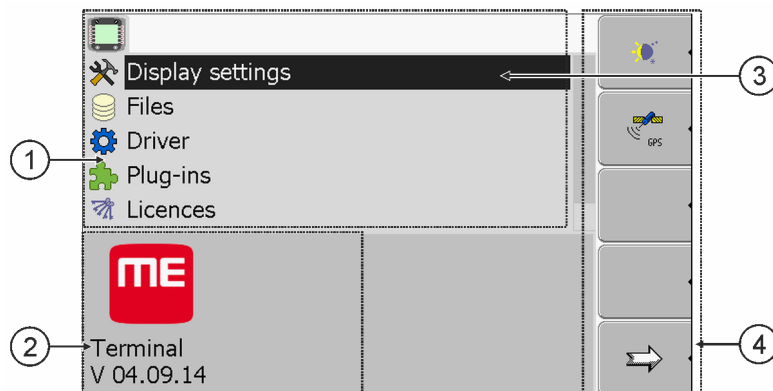 Display settings
3
Files
GPS
Driver
1
Plug-ins
Licences
ME
2
Terminal
4
V 04.09.14